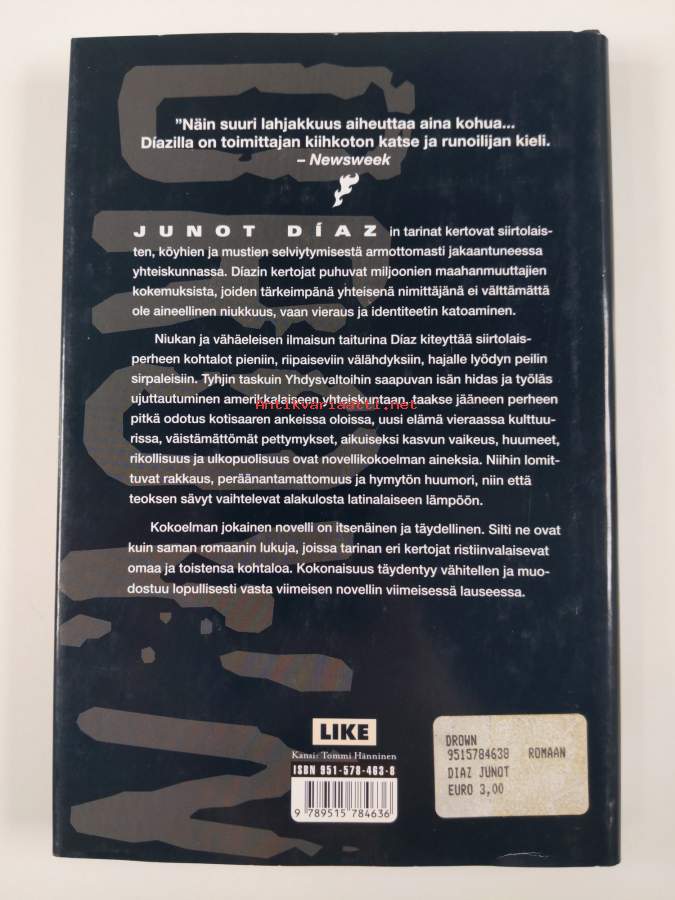 ”Näin suuri lahjakkuus aiheuttaa aina kohua...
Díazilla on toimittajan kiihkoton katse ja runoilijan kieli.
– Newsweek
JUNOT DÍAZin tarinat kertovat siirtolais-
ten, köyhien ja mustien selviytymisestä armottomasti jakaantuneessa
yhteiskunnassa. Díazin kertojat puhuvat miljoonien maahanmuuttajien
kokemuksista, joiden tärkeimpänä yhteisenä nimittäjänä ei välttämättä
ole aineellinen niukkuus, vaan vieraus ja identiteetin katoaminen.
Niukan ja vähäeleisen ilmaisun taiturina Díaz kiteyttää siirtolais-
perheen kohtalot pieniin, riipaiseviin välähdyksiin, hajalle lyödyn peilin
sirpaleisiin. Tyhjin taskuin Yhdysvaltoihin saapuvan isän hidas ja työläs
ujuttautuminen amerikkalaiseen yhteiskuntaan, taakse jääneen perheen
Antikvariaatti.net
pitkä odotus kotisaaren ankeissa oloissa, uusi elämä vieraassa kulttuu-
rissa, väistämättömät pettymykset, aikuiseksi kasvun vaikeus, huumeet,
rikollisuus ja ulkopuolisuus ovat novellikokoelman aineksia. Niihin lomit-
tuvat rakkaus, peräänantamattomuus ja hymytön huumori, niin että
teoksen sävyt vaihtelevat alakulosta latinalaiseen lämpöön.
Kokoelman jokainen novelli on itsenäinen ja täydellinen. Silti ne ovat
kuin saman romaanin lukuja, joissa tarinan eri kertojat ristiinvalaisevat
omaa ja toistensa kohtaloa. Kokonaisuus täydentyy vähitellen ja muo-
dostuu lopullisesti vasta viimeisen novellin viimeisessä lauseessa.
LIKE
Kansi: Tommi Hänninen
ISBN 951-578-463-8
9 789515 784636
DROWN
9515784638 ROMAAN
DIAZ JUNOT
EURO 3,00